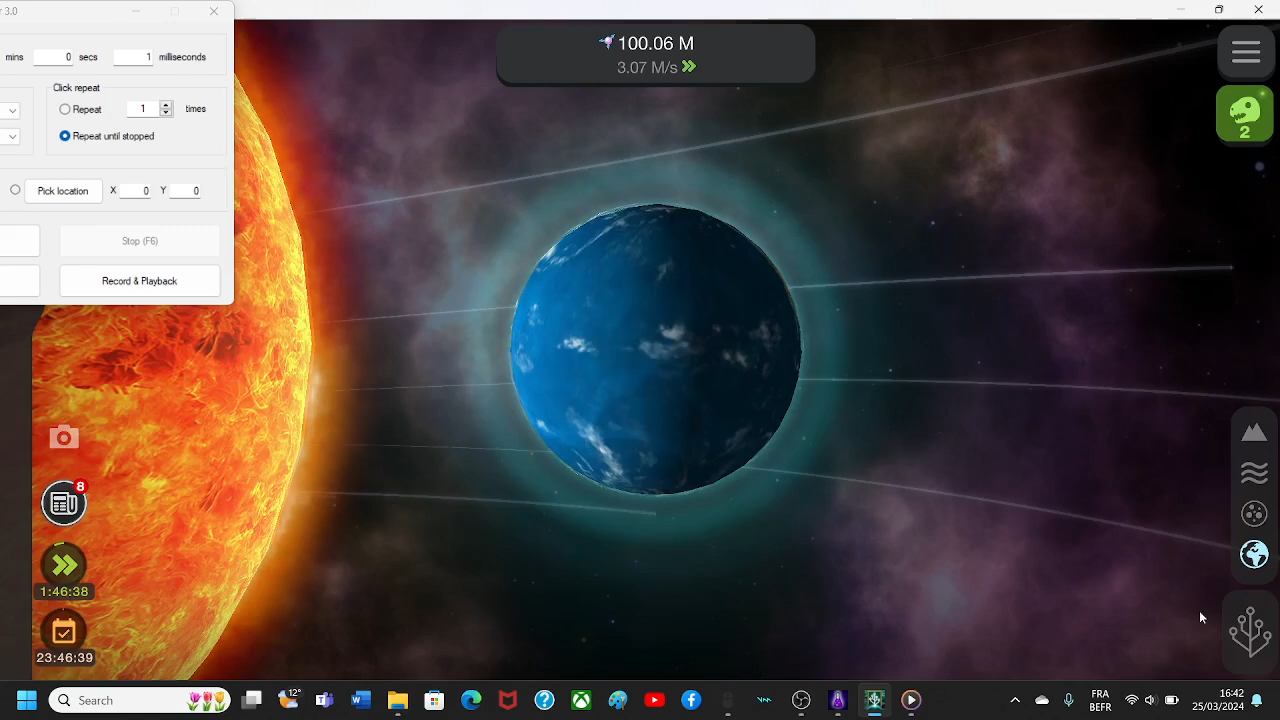 r 3.0
mins 0 secs 1 milliseconds
Click repeat
Repeat 1 times
Repeat until stopped
Pick location X 0 Y 0
Stop (F6)
Record & Playback
100.06 M
3.07 M/s
2
8
1:46:38
23:46:39
Search
12°
FRA
BEFR
16:42
25/03/2024